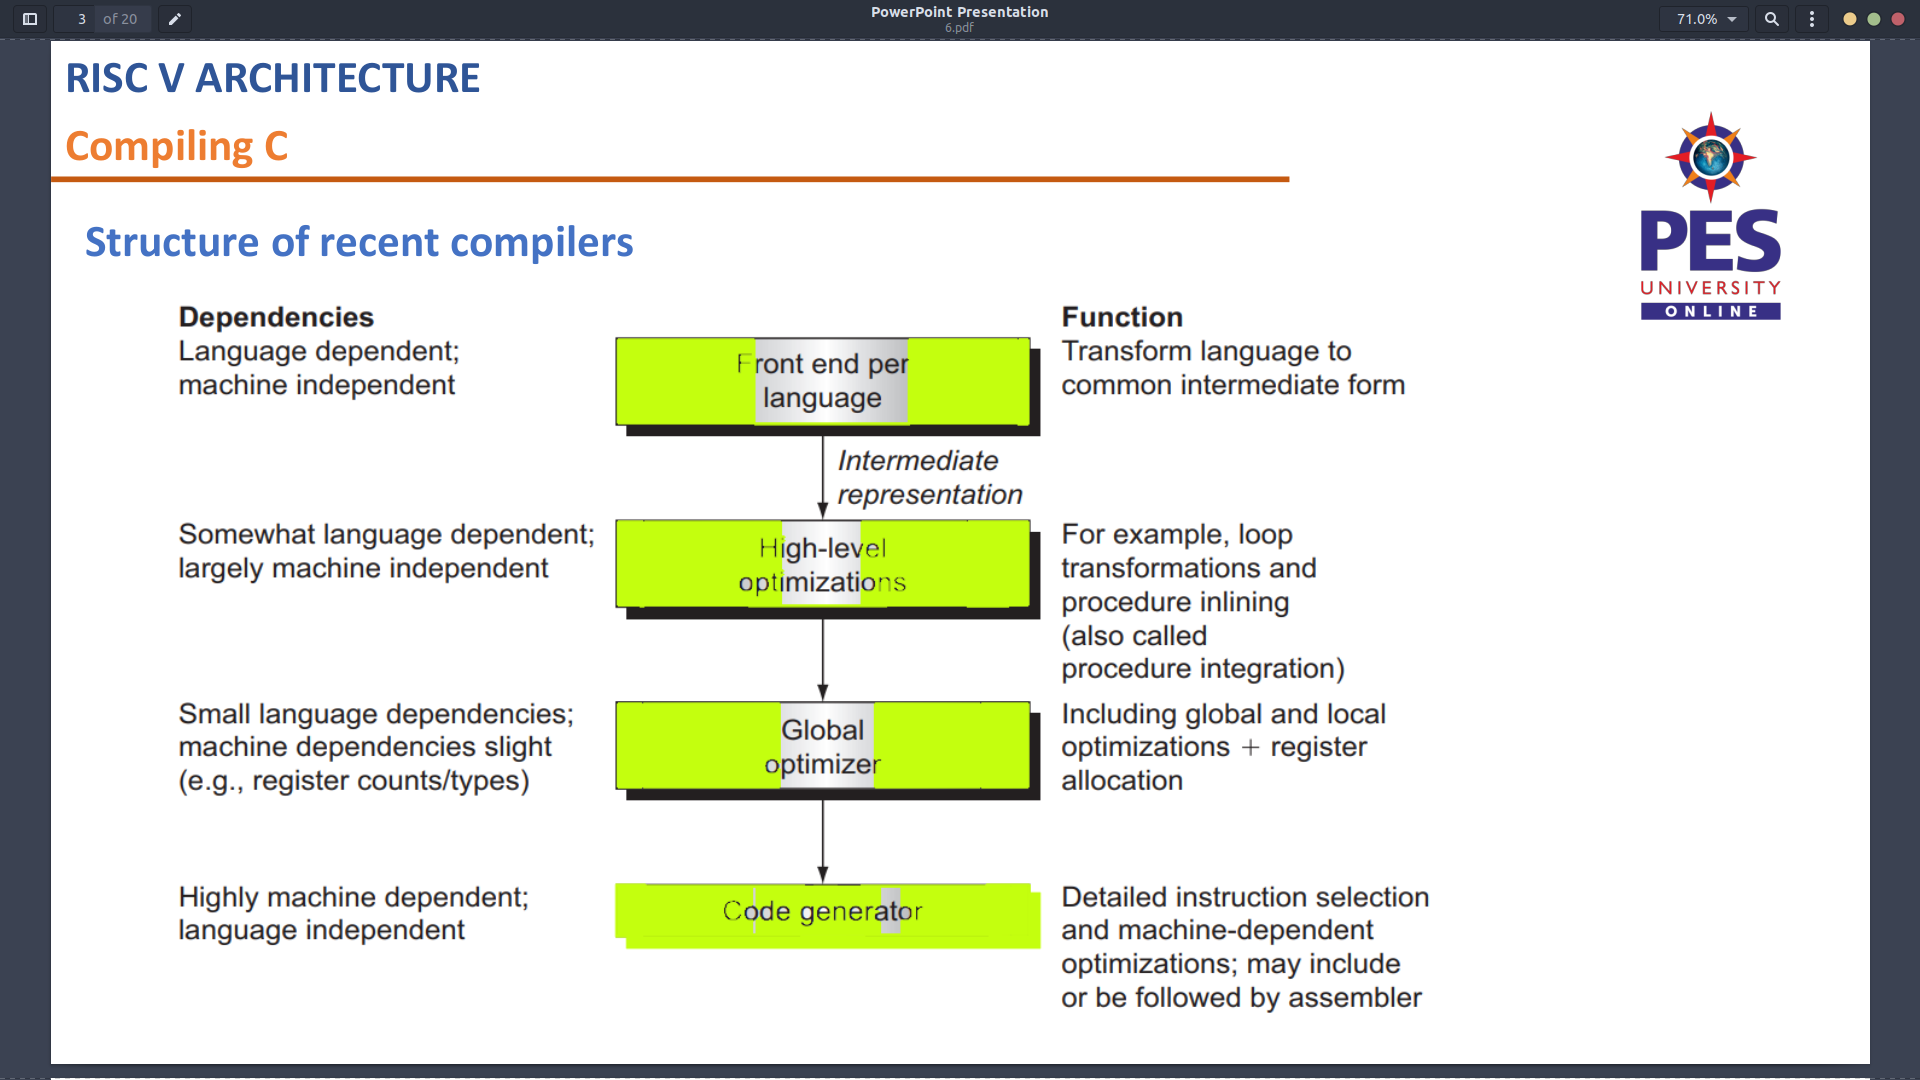 3 of 20
PowerPoint Presentation
6.pdf
71.0%
RISC V ARCHITECTURE
Compiling C
PES
UNIVERSITY
ONLINE
Structure of recent compilers
Dependencies
Language dependent;
machine independent
Front end per
language
Function
Transform language to
common intermediate form
Intermediate
representation
Somewhat language dependent;
largely machine independent
High-level
optimizations
For example, loop
transformations and
procedure inlining
(also called
procedure integration)
Small language dependencies;
machine dependencies slight
(e.g., register counts/types)
Global
optimizer
Including global and local
optimizations + register
allocation
Highly machine dependent;
language independent
Code generator
Detailed instruction selection
and machine-dependent
optimizations; may include
or be followed by assembler